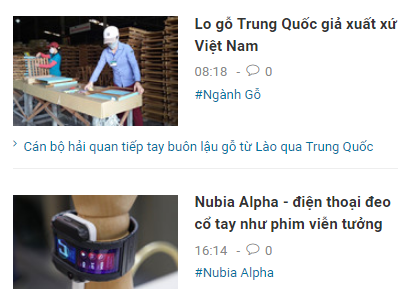 Lo gỗ Trung Quốc giả xuất xứ
Việt Nam
08:18 - 0
#Ngành Gỗ
Cán bộ hải quan tiếp tay buôn lậu gỗ từ Lào qua Trung Quốc
Nubia Alpha - điện thoại đeo
cổ tay như phim viễn tưởng
16:14 - 0
#Nubia Alpha